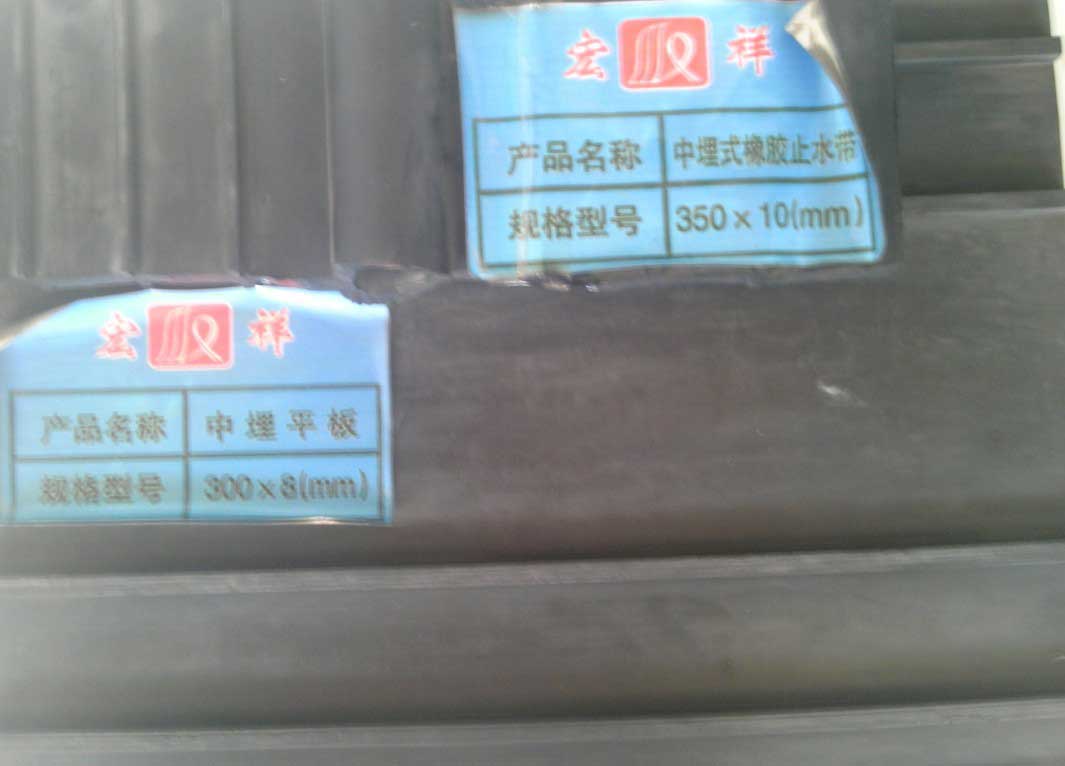 宏 祥
产品名称 中埋式橡胶止水带
规格型号 350×10(mm)
宏 祥
产品名称 中埋平板
规格型号 300×8(mm)